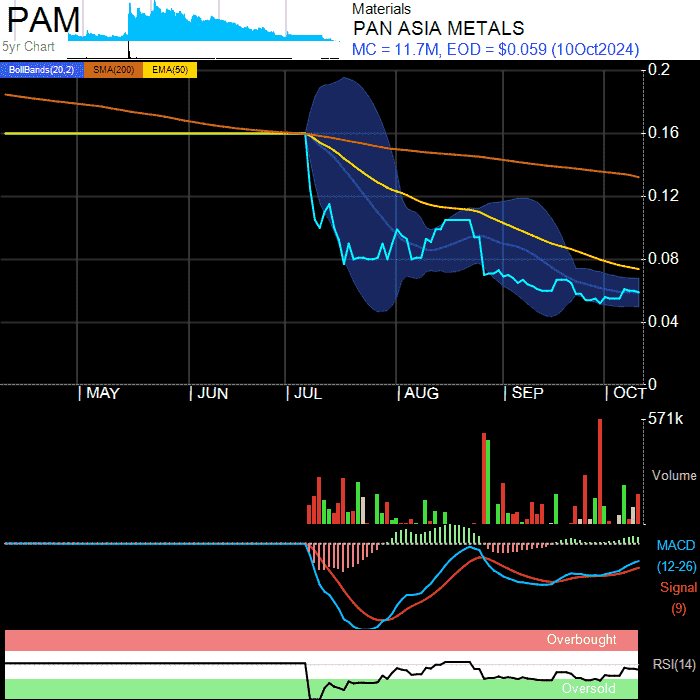 PAM
5yr Chart
Materials
PAN ASIA METALS
MC = 11.7M, EOD = $0.059 (10Oct2024)
BollBands(20,2) SMA(200) EMA(50)
0.2
0.16
0.12
0.08
0.04
0
| MAY | JUN | JUL | AUG | SEP | OCT
571k
Volume
MACD
(12-26)
Signal
(9)
Overbought
RSI(14)
Oversold